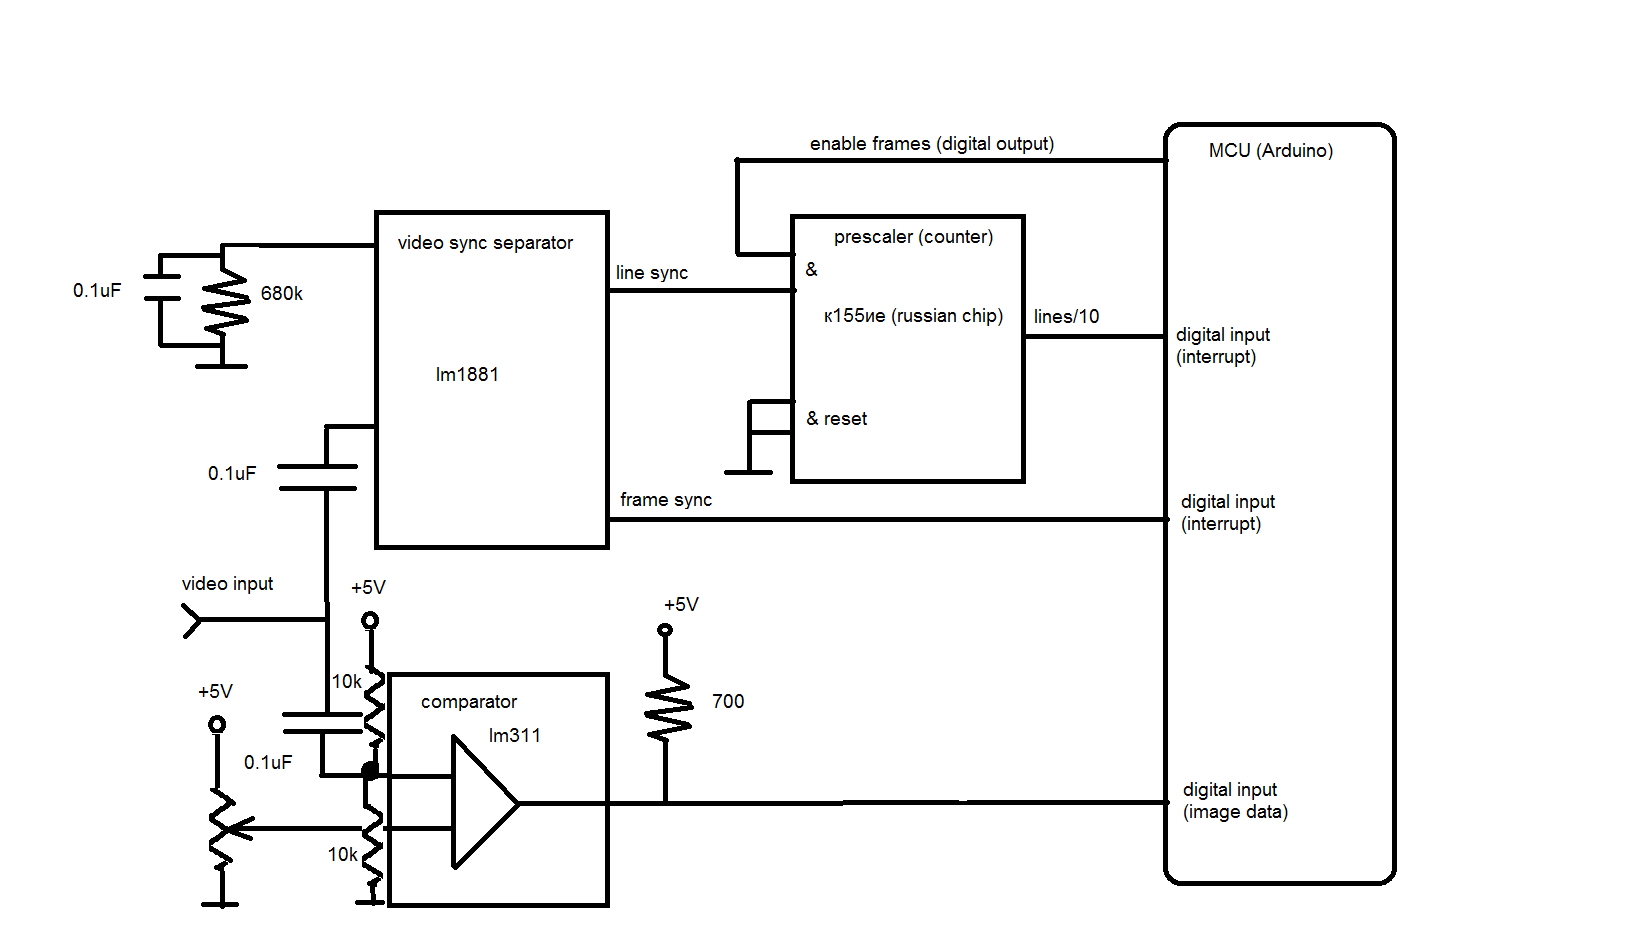 enable frames (digital output)
MCU (Arduino)
video sync separator
prescaler (counter)
line sync
&
0.1uF
680k
к155ие (russian chip)
lines/10
digital input
(interrupt)
lm1881
& reset
0.1uF
frame sync
digital input
(interrupt)
video input
+5V
+5V
+5V
10k
comparator
700
lm311
0.1uF
digital input
(image data)
10k